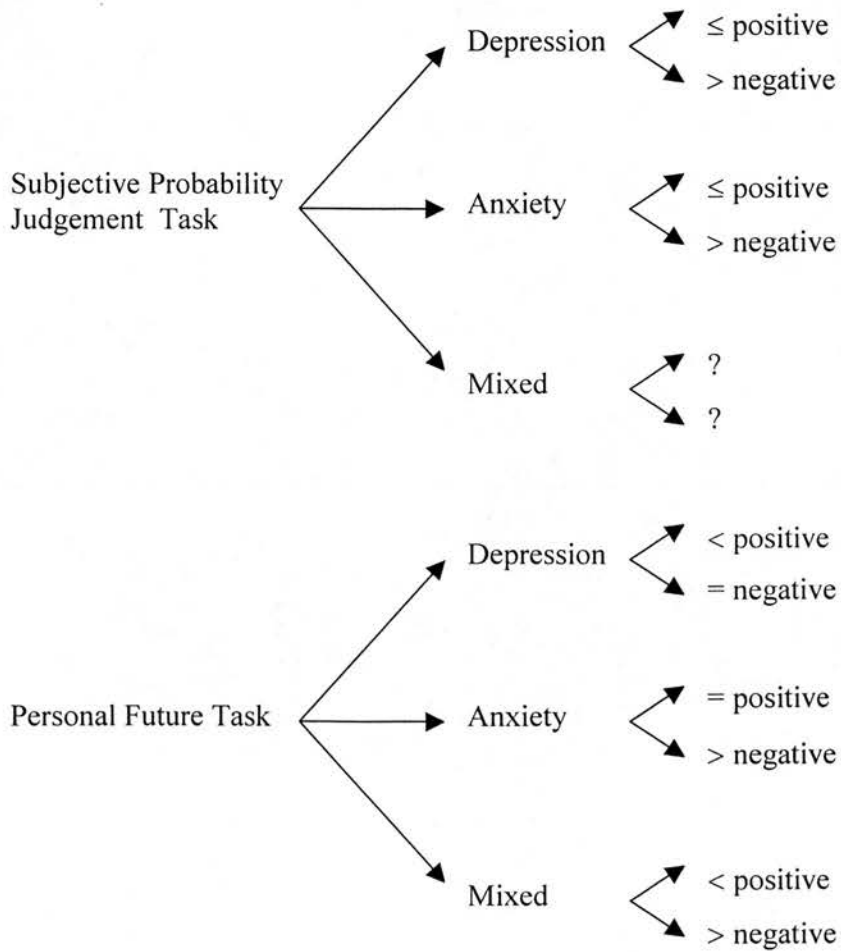 Depression
≤ positive
> negative
Subjective Probability
Judgement Task
Anxiety
≤ positive
> negative
Mixed
?
?
Depression
< positive
= negative
Personal Future Task
Anxiety
= positive
> negative
Mixed
< positive
> negative